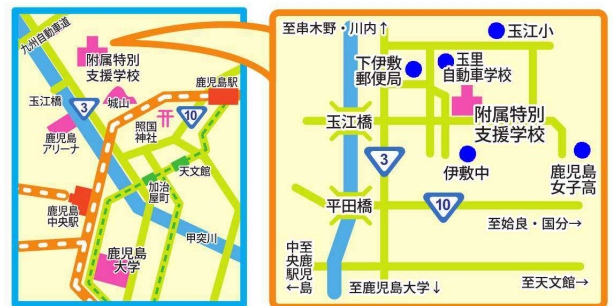 九州自動車道
附属特別
支援学校
鹿児島駅
玉江橋
3
城山
照国
神社
10
鹿児島
アリーナ
天文館
加治
屋町
鹿児島
中央駅
甲突川
鹿児島
大学
至串木野・川内↑
玉江小
下伊敷
郵便局
玉里
自動車学校
附属特別
支援学校
玉江橋
3
伊敷中
鹿児島
女子高
平田橋
10
至姶良・国分→
中至
央鹿
駅児
←島
至鹿児島大学↓
至天文館→